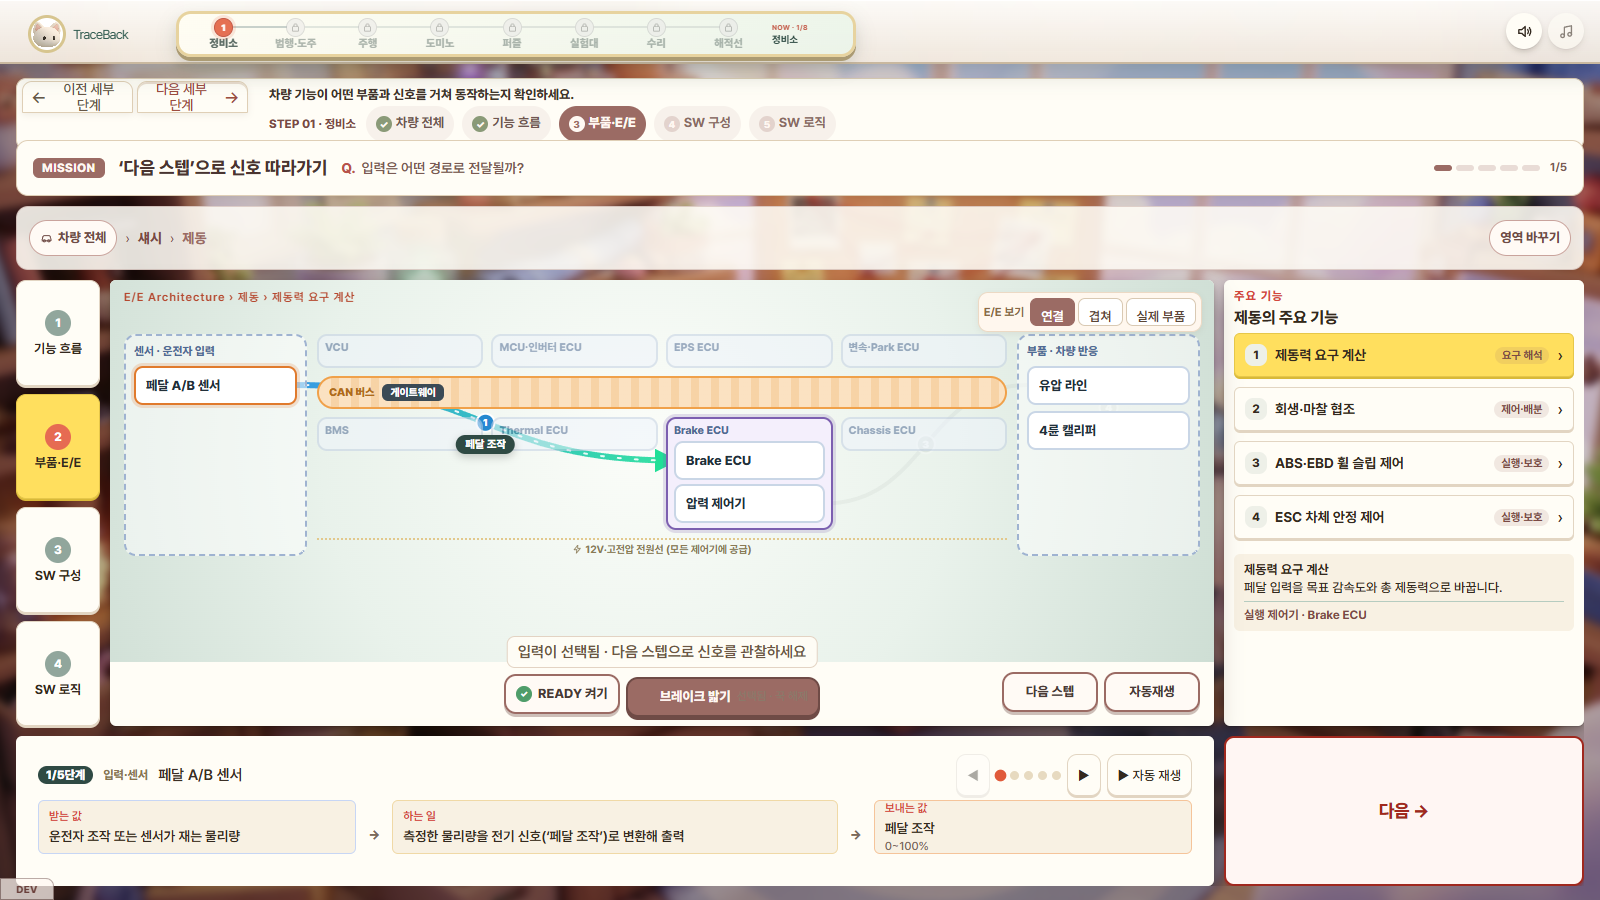 TraceBack
1
정비소
범행·도주
주행
도미노
퍼즐
실험대
수리
해적선
NOW · 1/8
정비소
← 이전 세부 단계
다음 세부 단계 →
차량 기능이 어떤 부품과 신호를 거쳐 동작하는지 확인하세요.
STEP 01 · 정비소
차량 전체
기능 흐름
3 부품·E/E
4 SW 구성
5 SW 로직
MISSION
‘다음 스텝’으로 신호 따라가기
Q. 입력은 어떤 경로로 전달될까?
1/5
차량 전체 › 섀시 › 제동
영역 바꾸기
1
기능 흐름
2
부품·E/E
3
SW 구성
4
SW 로직
E/E Architecture › 제동 › 제동력 요구 계산
E/E 보기
연결
겹쳐
실제 부품
센서 · 운전자 입력
페달 A/B 센서
VCU
MCU·인버터 ECU
EPS ECU
변속·Park ECU
CAN 버스
게이트웨이
BMS
Thermal ECU
1
페달 조작
Brake ECU
Brake ECU
압력 제어기
Chassis ECU
부품 · 차량 반응
유압 라인
4륜 캘리퍼
12V·고전압 전원선 (모든 제어기에 공급)
입력이 선택됨 · 다음 스텝으로 신호를 관찰하세요
READY 켜기
브레이크 밟기
다음 스텝
자동재생
주요 기능
제동의 주요 기능
1 제동력 요구 계산 요구 해석 ›
2 회생·마찰 협조 제어·배분 ›
3 ABS·EBD 휠 슬립 제어 실행·보호 ›
4 ESC 차체 안정 제어 실행·보호 ›
제동력 요구 계산
페달 입력을 목표 감속도와 총 제동력으로 바꿉니다.
실행 제어기 · Brake ECU
1/5단계 입력·센서 페달 A/B 센서
◀
▶
▶ 자동 재생
받는 값
운전자 조작 또는 센서가 재는 물리량
→
하는 일
측정한 물리량을 전기 신호(‘페달 조작’)로 변환해 출력
→
보내는 값
페달 조작
0~100%
다음 →
DEV